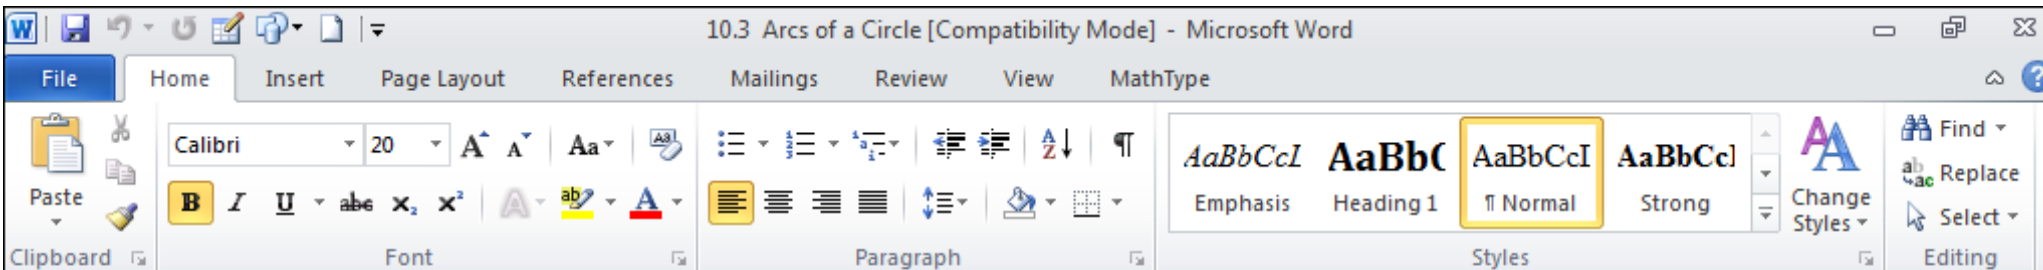 10.3 Arcs of a Circle [Compatibility Mode] - Microsoft Word
File Home Insert Page Layout References Mailings Review View MathType
Calibri 20 A A Aa
AaBbCcI AaBb( AaBbCcI AaBbCcl
Find
Replace
Select
Paste
B I U abc x₂ x² A ab A
Emphasis Heading 1 ¶ Normal Strong
Change
Styles
Clipboard Font Paragraph Styles Editing